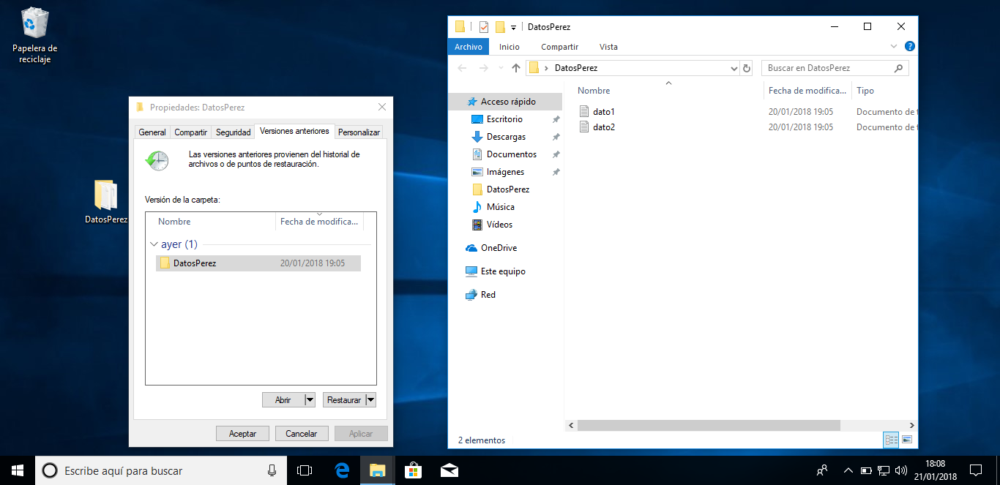 Papelera de
reciclaje
DatosPerez
Propiedades: DatosPerez
General
Compartir
Seguridad
Versiones anteriores
Personalizar
Las versiones anteriores provienen del historial de
archivos o de puntos de restauración.
Versión de la carpeta:
Nombre
Fecha de modifica...
ayer (1)
DatosPerez
20/01/2018 19:05
Abrir
Restaurar
Aceptar
Cancelar
Aplicar
DatosPerez
Archivo
Inicio
Compartir
Vista
DatosPerez
Buscar en DatosPerez
Acceso rápido
Escritorio
Descargas
Documentos
Imágenes
DatosPerez
Música
Vídeos
OneDrive
Este equipo
Red
Nombre
Fecha de modifica...
Tipo
dato1
20/01/2018 19:05
Documento de t
dato2
20/01/2018 19:05
Documento de t
2 elementos
Escribe aquí para buscar
18:08
21/01/2018